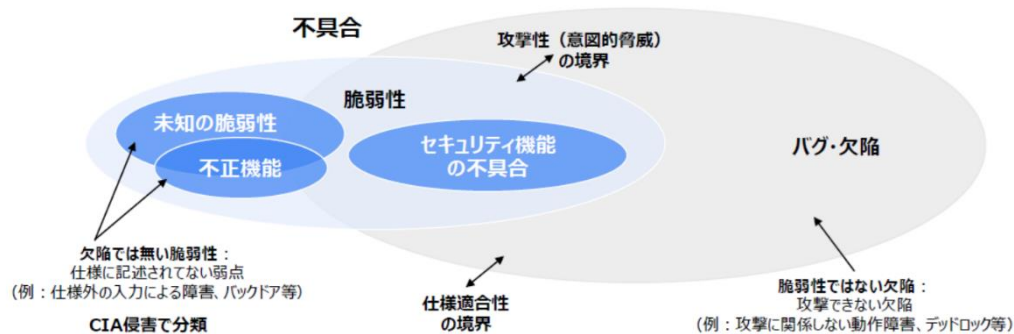 不具合
攻撃性（意図的脅威）
の境界
脆弱性
未知の脆弱性
不正機能
セキュリティ機能
の不具合
バグ・欠陥
欠陥では無い脆弱性：
仕様に記述されてない弱点
（例：仕様外の入力による障害、バックドア等）
CIA侵害で分類
仕様適合性
の境界
脆弱性ではない欠陥：
攻撃できない欠陥
（例：攻撃に関係しない動作障害、デッドロック等）